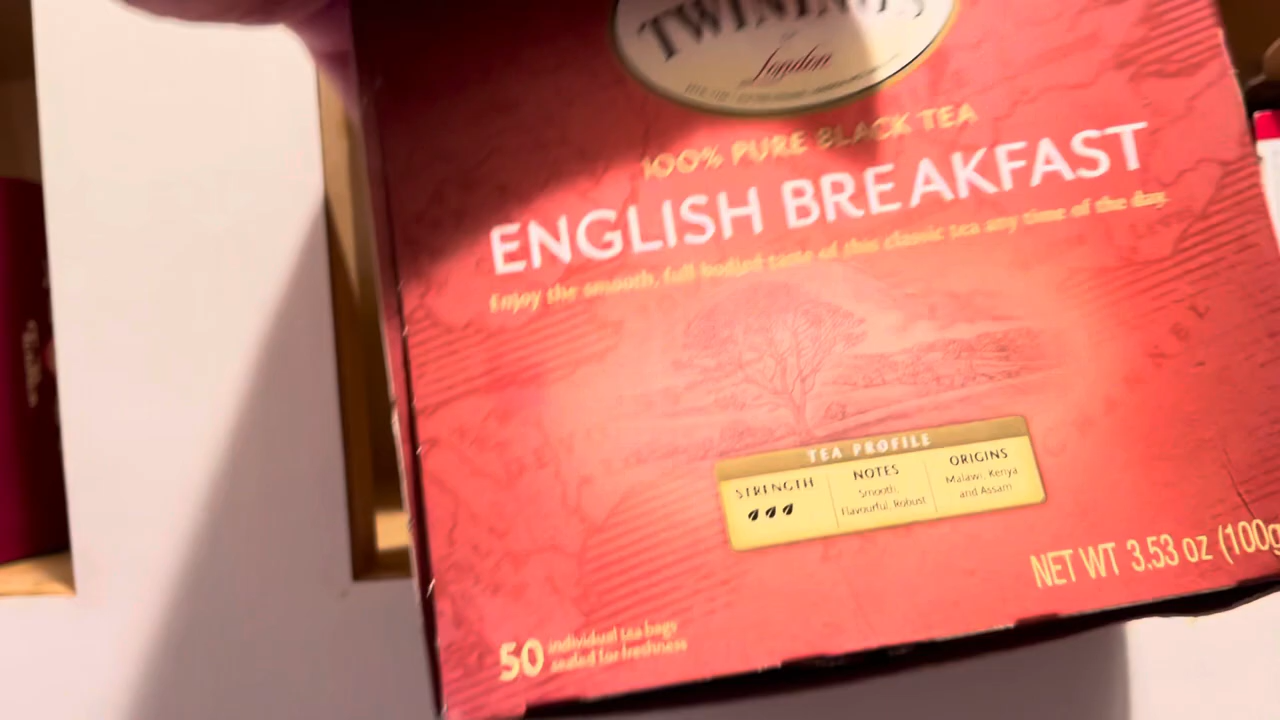 TWININGS
OF
London
100% PURE BLACK TEA
ENGLISH BREAKFAST
Enjoy the smooth, full bodied taste of this classic tea any time of the day.
TEA PROFILE
STRENGTH
NOTES
Smooth,
Flavourful, Robust
ORIGINS
Malawi, Kenya
and Assam
NET WT 3.53 oz (100g
50 individual tea bags
sealed for freshness